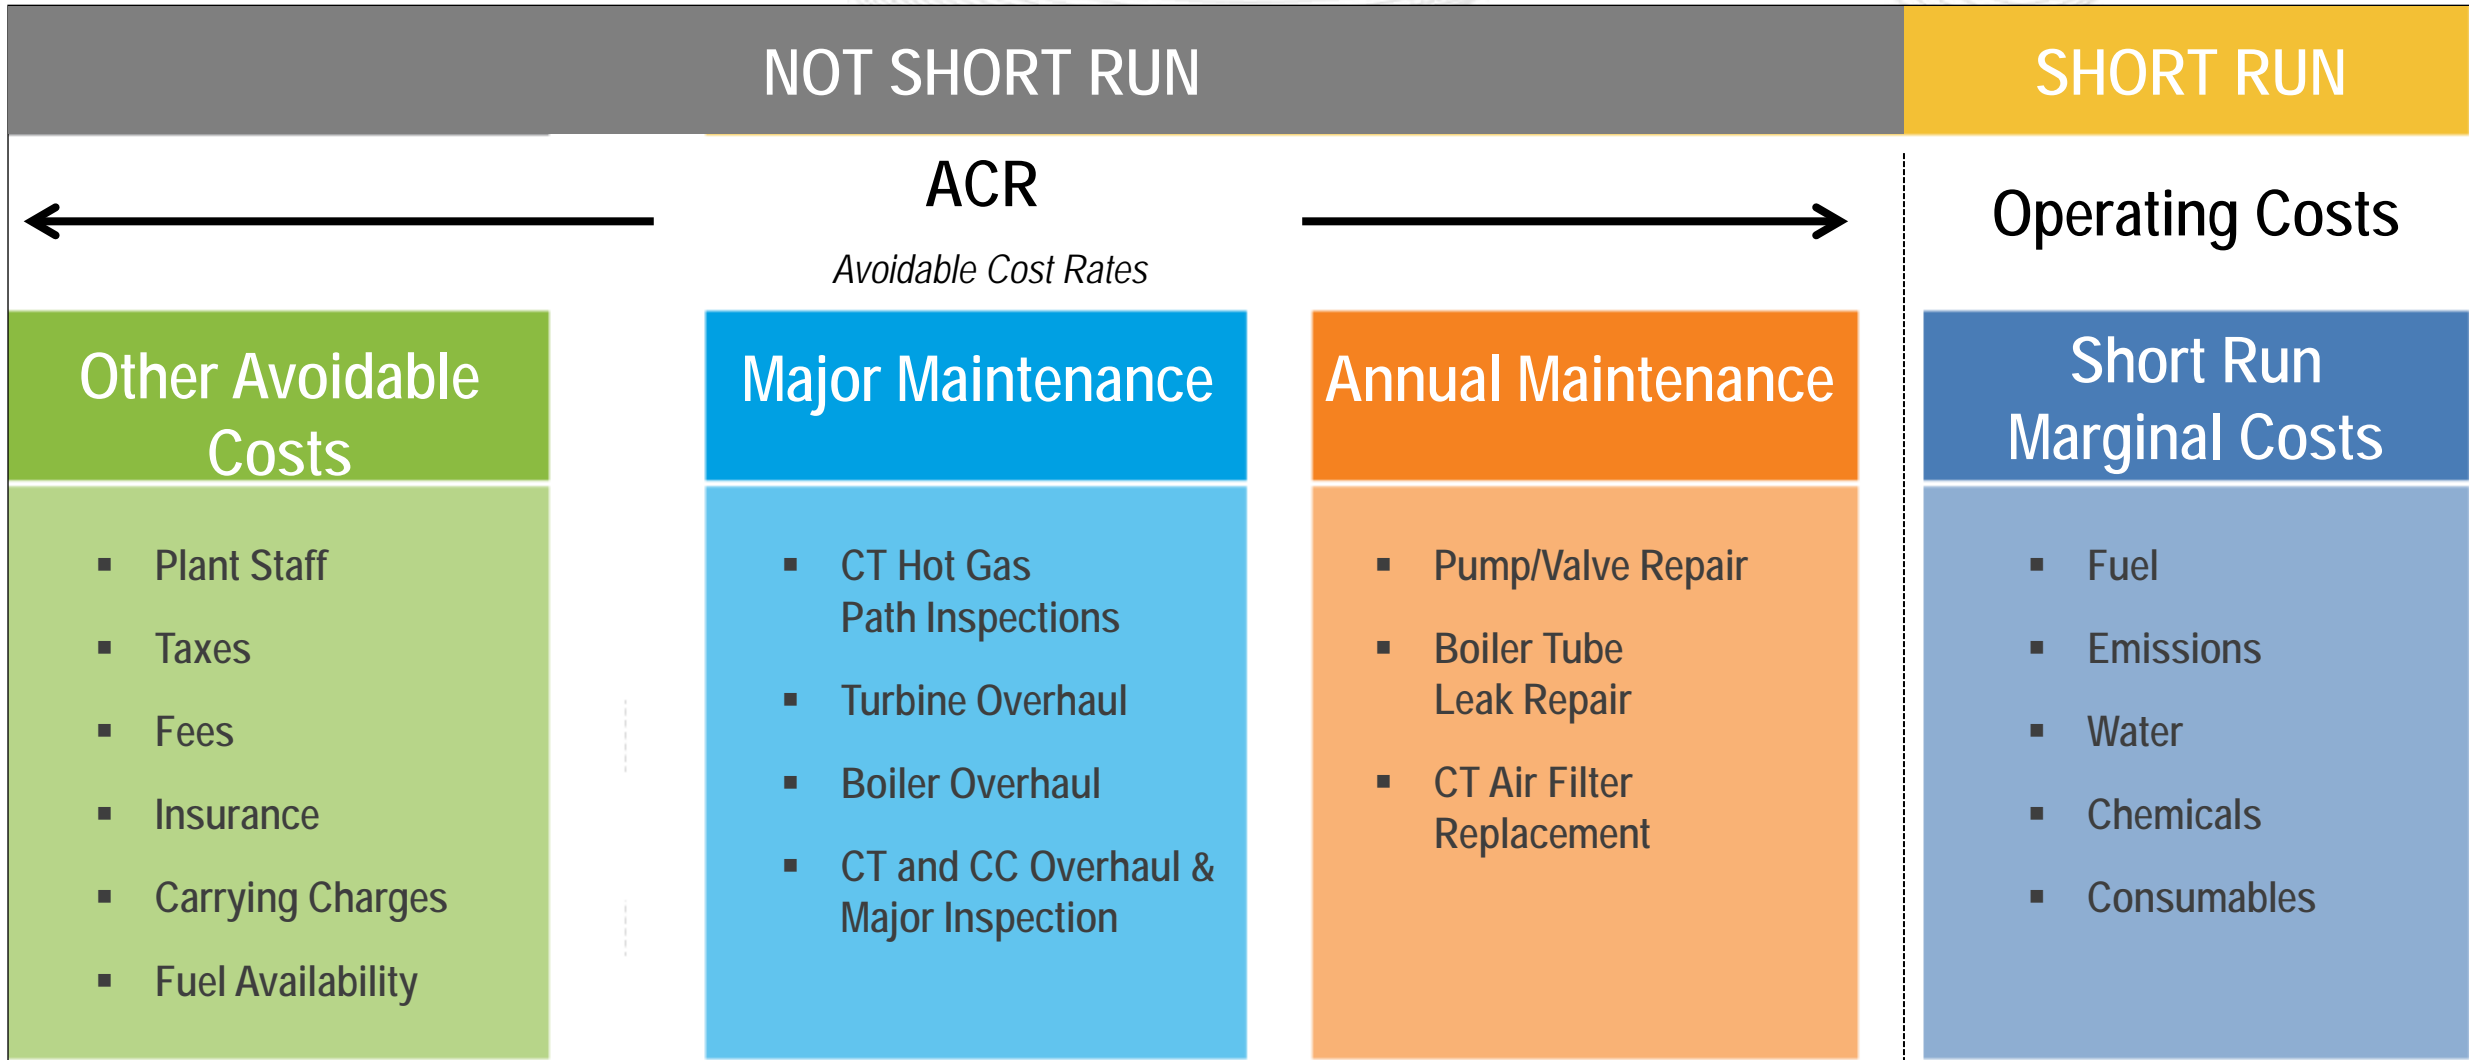 NOT SHORT RUN
SHORT RUN
ACR
Avoidable Cost Rates
Operating Costs
Other Avoidable
Costs
▪ Plant Staff
▪ Taxes
▪ Fees
▪ Insurance
▪ Carrying Charges
▪ Fuel Availability
Major Maintenance
▪ CT Hot Gas
Path Inspections
▪ Turbine Overhaul
▪ Boiler Overhaul
▪ CT and CC Overhaul &
Major Inspection
Annual Maintenance
▪ Pump/Valve Repair
▪ Boiler Tube
Leak Repair
▪ CT Air Filter
Replacement
Short Run
Marginal Costs
▪ Fuel
▪ Emissions
▪ Water
▪ Chemicals
▪ Consumables